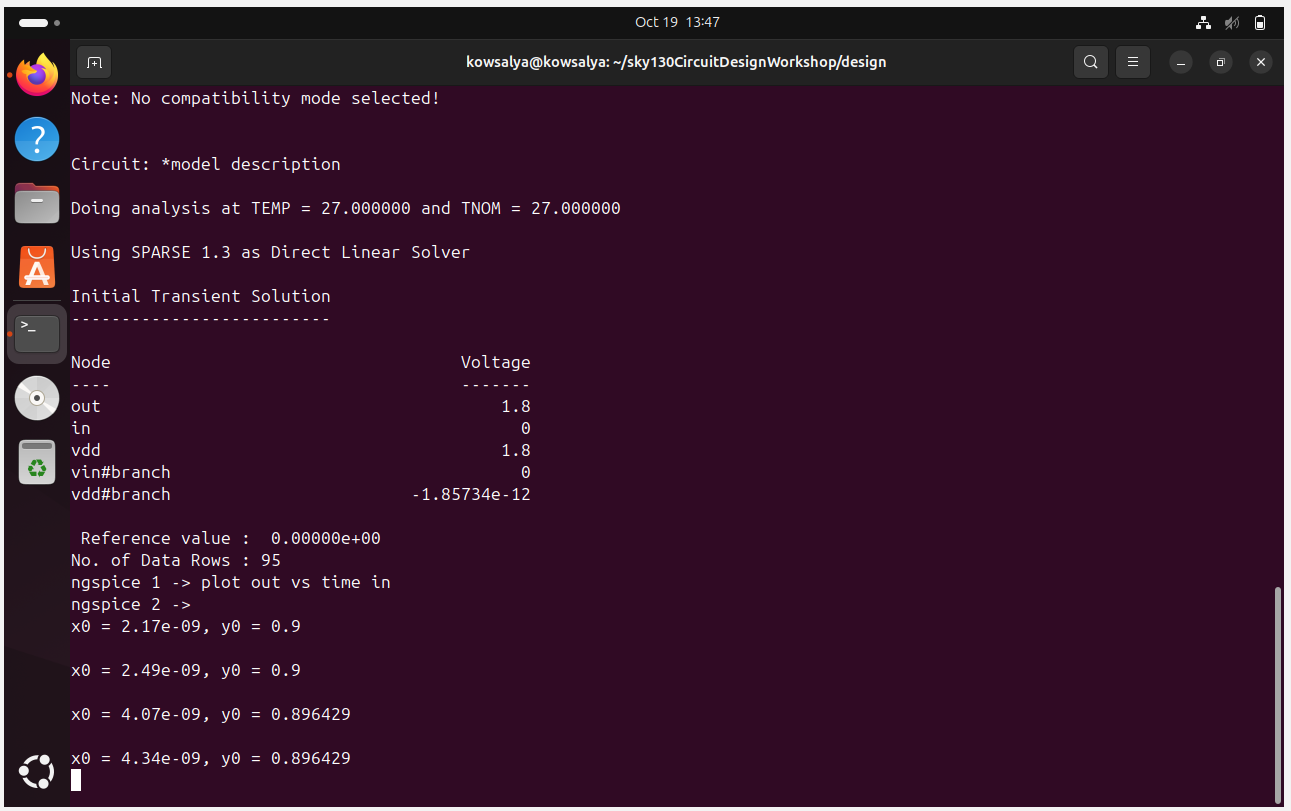 Oct 19 13:47
kowsalya@kowsalya: ~/sky130CircuitDesignWorkshop/design
Note: No compatibility mode selected!
Circuit: *model description
Doing analysis at TEMP = 27.000000 and TNOM = 27.000000
Using SPARSE 1.3 as Direct Linear Solver
Initial Transient Solution
--------------------------
Node Voltage
---- -------
out 1.8
in 0
vdd 1.8
vin#branch 0
vdd#branch -1.85734e-12
Reference value : 0.00000e+00
No. of Data Rows : 95
ngspice 1 -> plot out vs time in
ngspice 2 ->
x0 = 2.17e-09, y0 = 0.9
x0 = 2.49e-09, y0 = 0.9
x0 = 4.07e-09, y0 = 0.896429
x0 = 4.34e-09, y0 = 0.896429